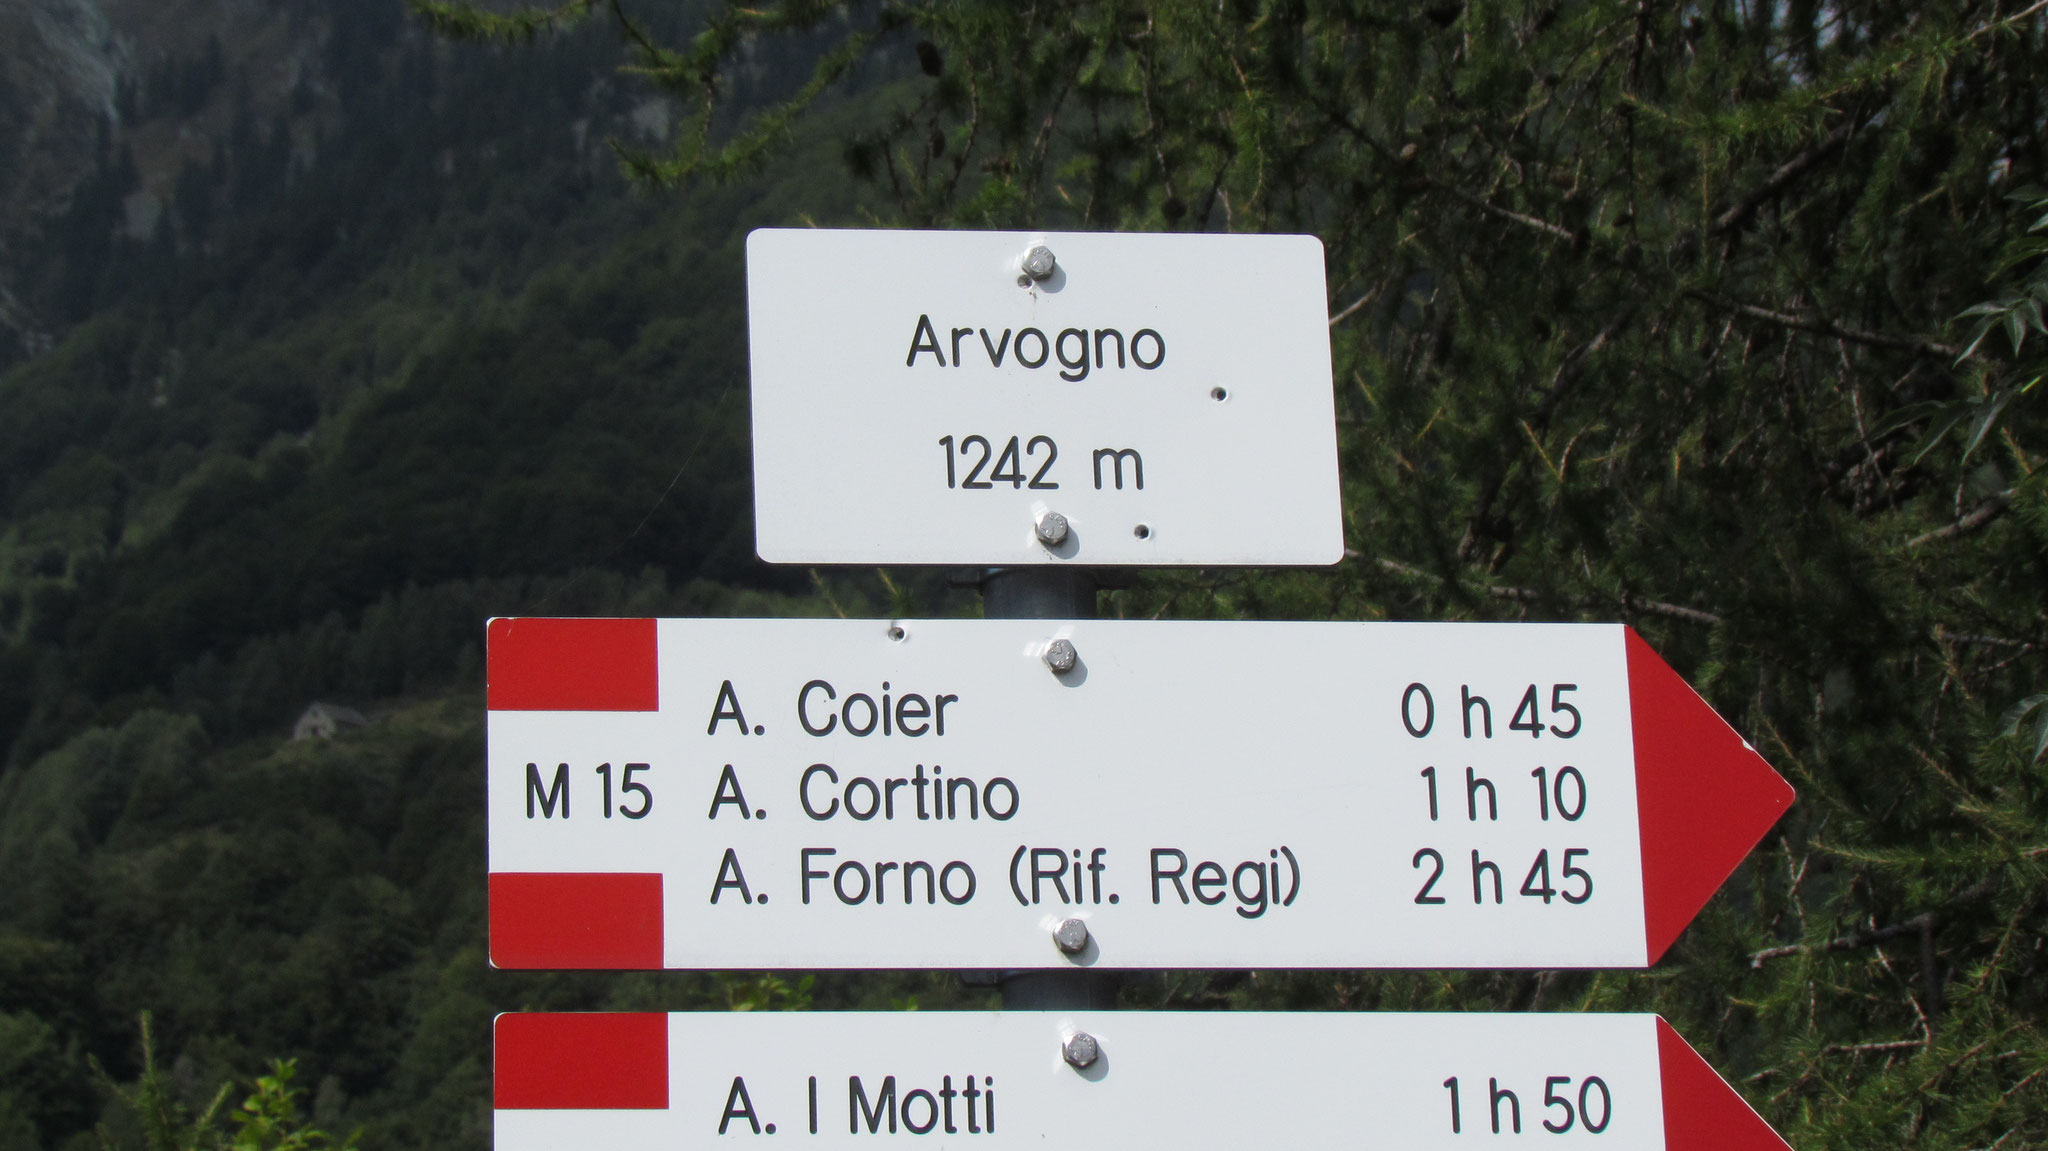 Arvogno
1242 m
A. Coier 0 h 45
M 15 A. Cortino 1 h 10
A. Forno (Rif. Regi) 2 h 45
A. I Motti 1 h 50